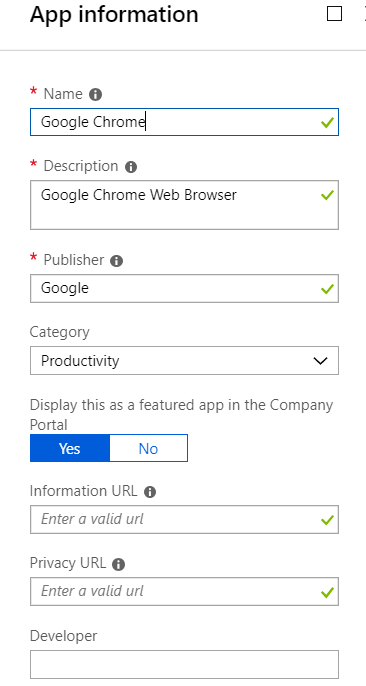 App information
* Name
Google Chrome
* Description
Google Chrome Web Browser
* Publisher
Google
Category
Productivity
Display this as a featured app in the Company
Portal
Yes No
Information URL
Enter a valid url
Privacy URL
Enter a valid url
Developer